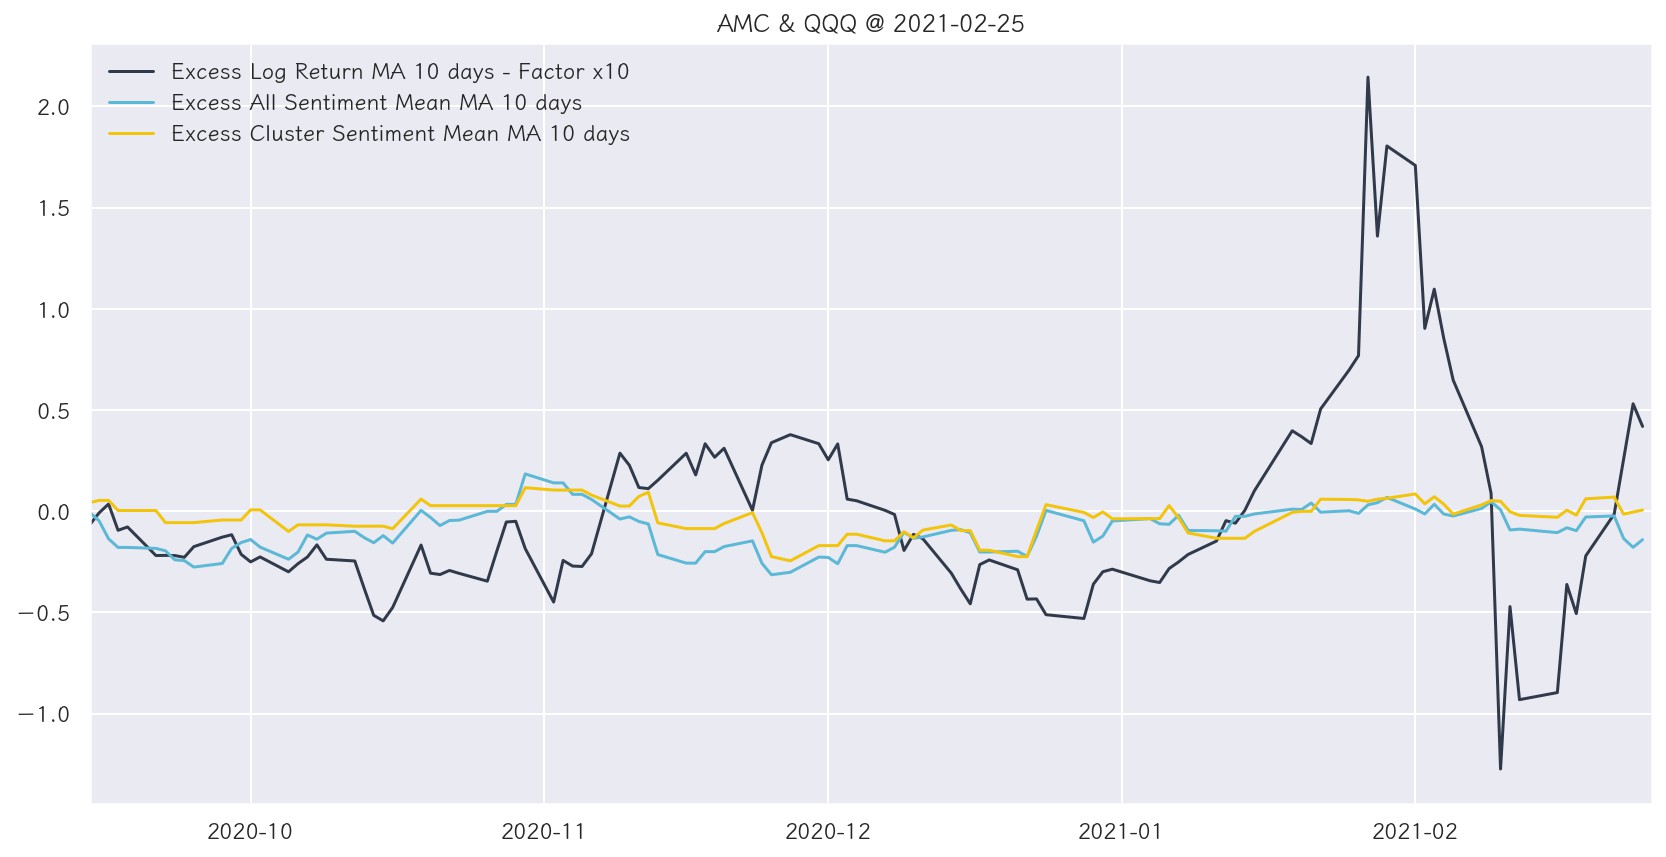 AMC & QQQ @ 2021-02-25
Excess Log Return MA 10 days - Factor x10
Excess All Sentiment Mean MA 10 days
Excess Cluster Sentiment Mean MA 10 days
2.0
1.5
1.0
0.5
0.0
−0.5
−1.0
2020-10 2020-11 2020-12 2021-01 2021-02